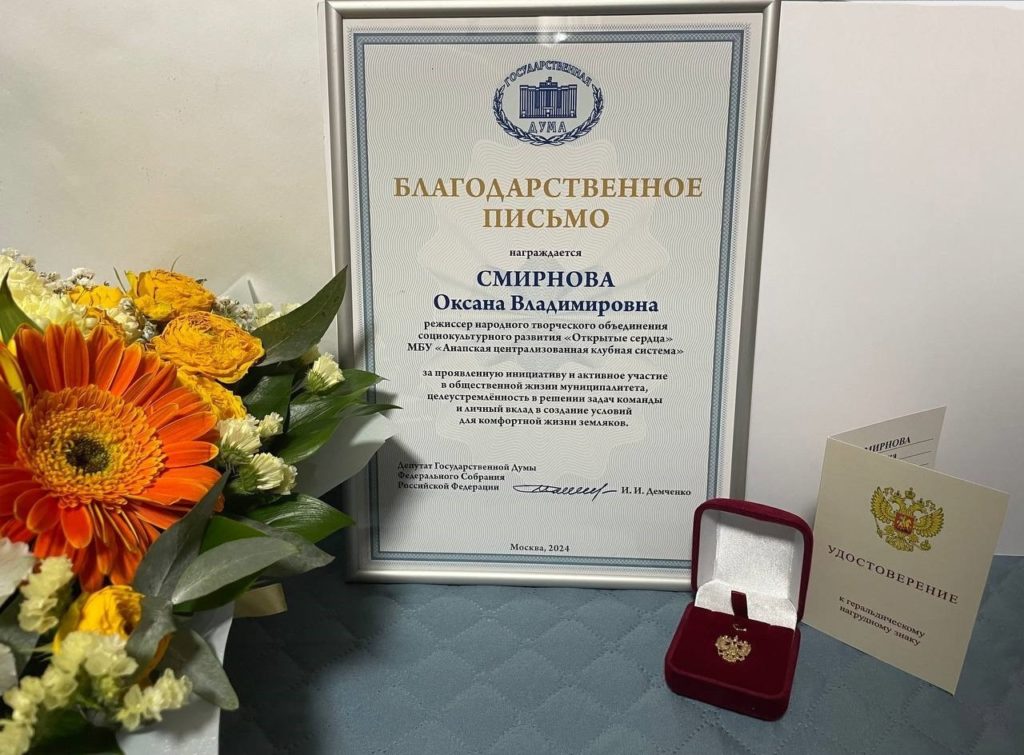 ГОСУДАРСТВЕННАЯ
ДУМА
БЛАГОДАРСТВЕННОЕ
ПИСЬМО
награждается
СМИРНОВА
Оксана Владимировна
режиссер народного творческого объединения
социокультурного развития «Открытые сердца»
МБУ «Анапская централизованная клубная система»
за проявленную инициативу и активное участие
в общественной жизни муниципалитета,
целеустремлённость в решении задач команды
и личный вклад в создание условий
для комфортной жизни земляков.
Депутат Государственной Думы
Федерального Собрания
Российской Федерации
И. И. Демченко
Москва, 2024
УДОСТОВЕРЕНИЕ
к геральдическому
нагрудному знаку